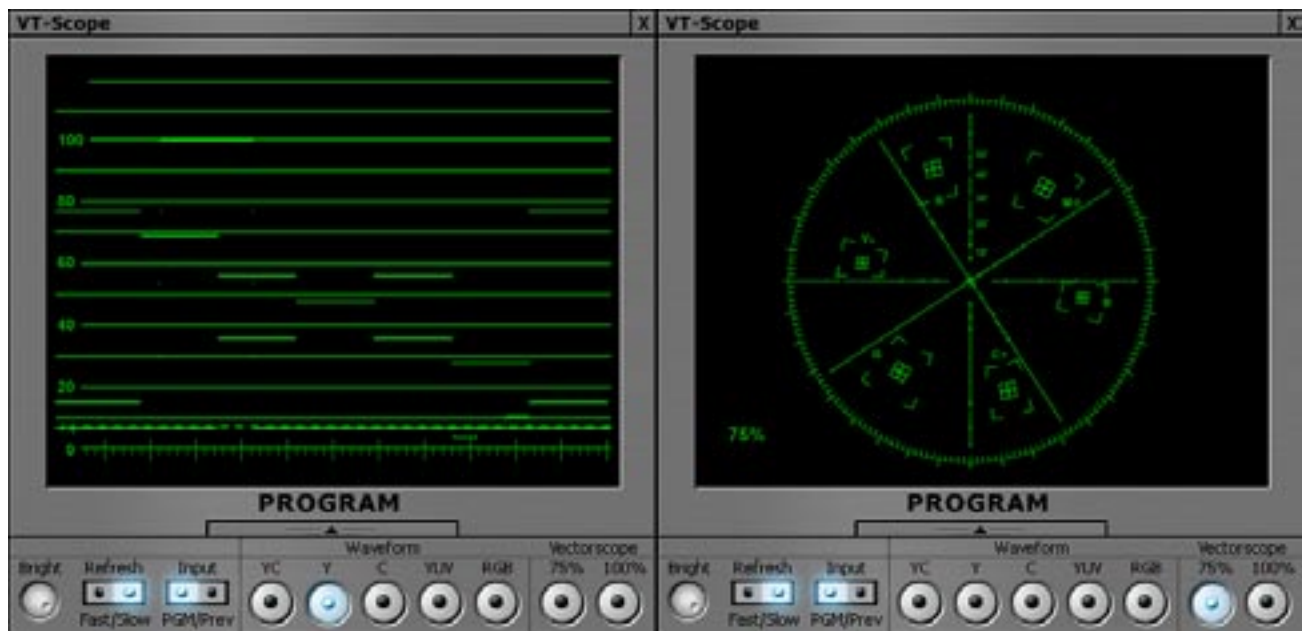 VT-Scope X
100
80
60
40
20
0
PROGRAM
Waveform Vectorscope
Bright Refresh Input YC Y C YUV RGB 75% 100%
Fast/Slow PGM/Prev
VT-Scope X
75%
PROGRAM
Waveform Vectorscope
Bright Refresh Input YC Y C YUV RGB 75% 100%
Fast/Slow PGM/Prev